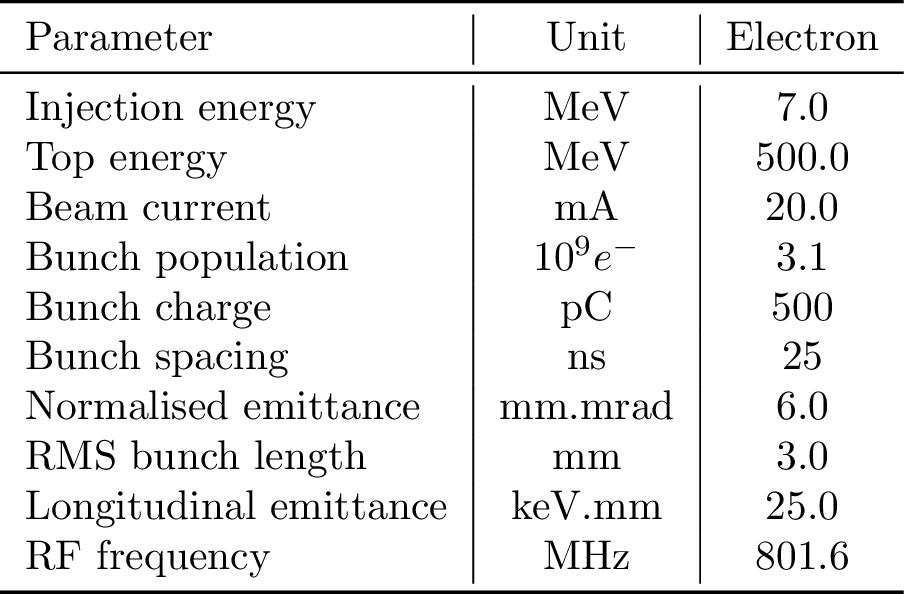 Parameter Unit Electron
Injection energy MeV 7.0
Top energy MeV 500.0
Beam current mA 20.0
Bunch population 10⁹e⁻ 3.1
Bunch charge pC 500
Bunch spacing ns 25
Normalised emittance mm.mrad 6.0
RMS bunch length mm 3.0
Longitudinal emittance keV.mm 25.0
RF frequency MHz 801.6